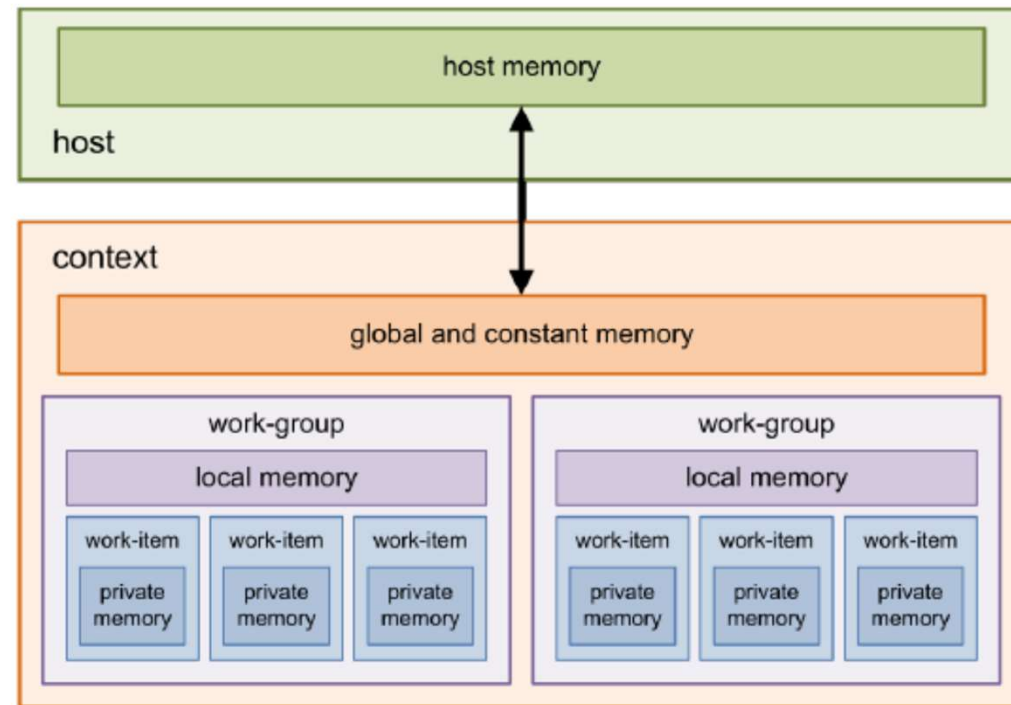 host memory
host
context
global and constant memory
work-group
local memory
work-item
private
memory
work-item
private
memory
work-item
private
memory
work-group
local memory
work-item
private
memory
work-item
private
memory
work-item
private
memory